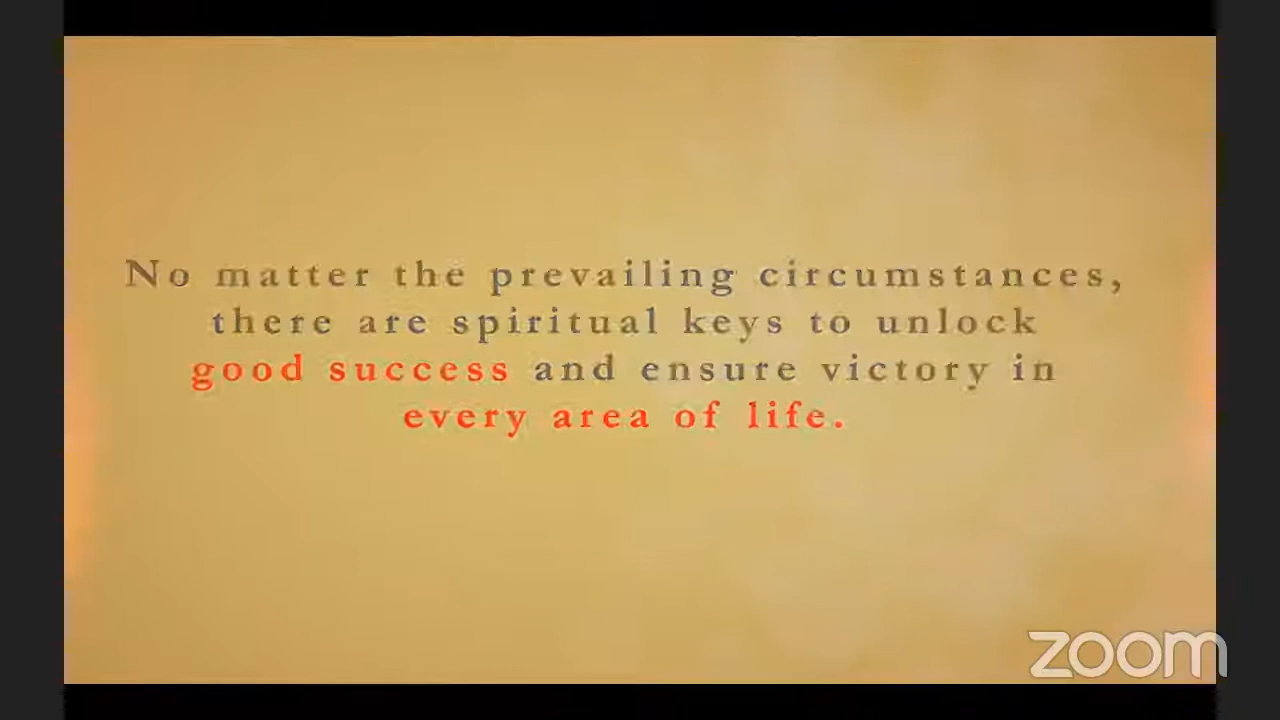 No matter the prevailing circumstances,
there are spiritual keys to unlock
good success and ensure victory in
every area of life.
zoom